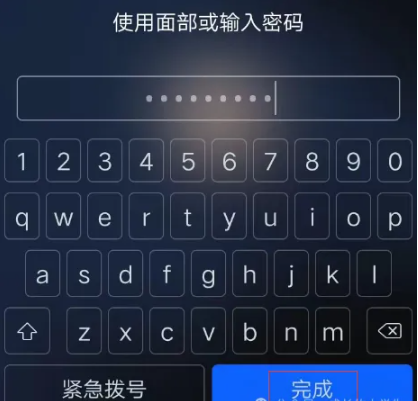 使用面部或输入密码
•••••••••
1 2 3 4 5 6 7 8 9 0
q w e r t y u i o p
a s d f g h j k l
z x c v b n m
紧急拨号 完成